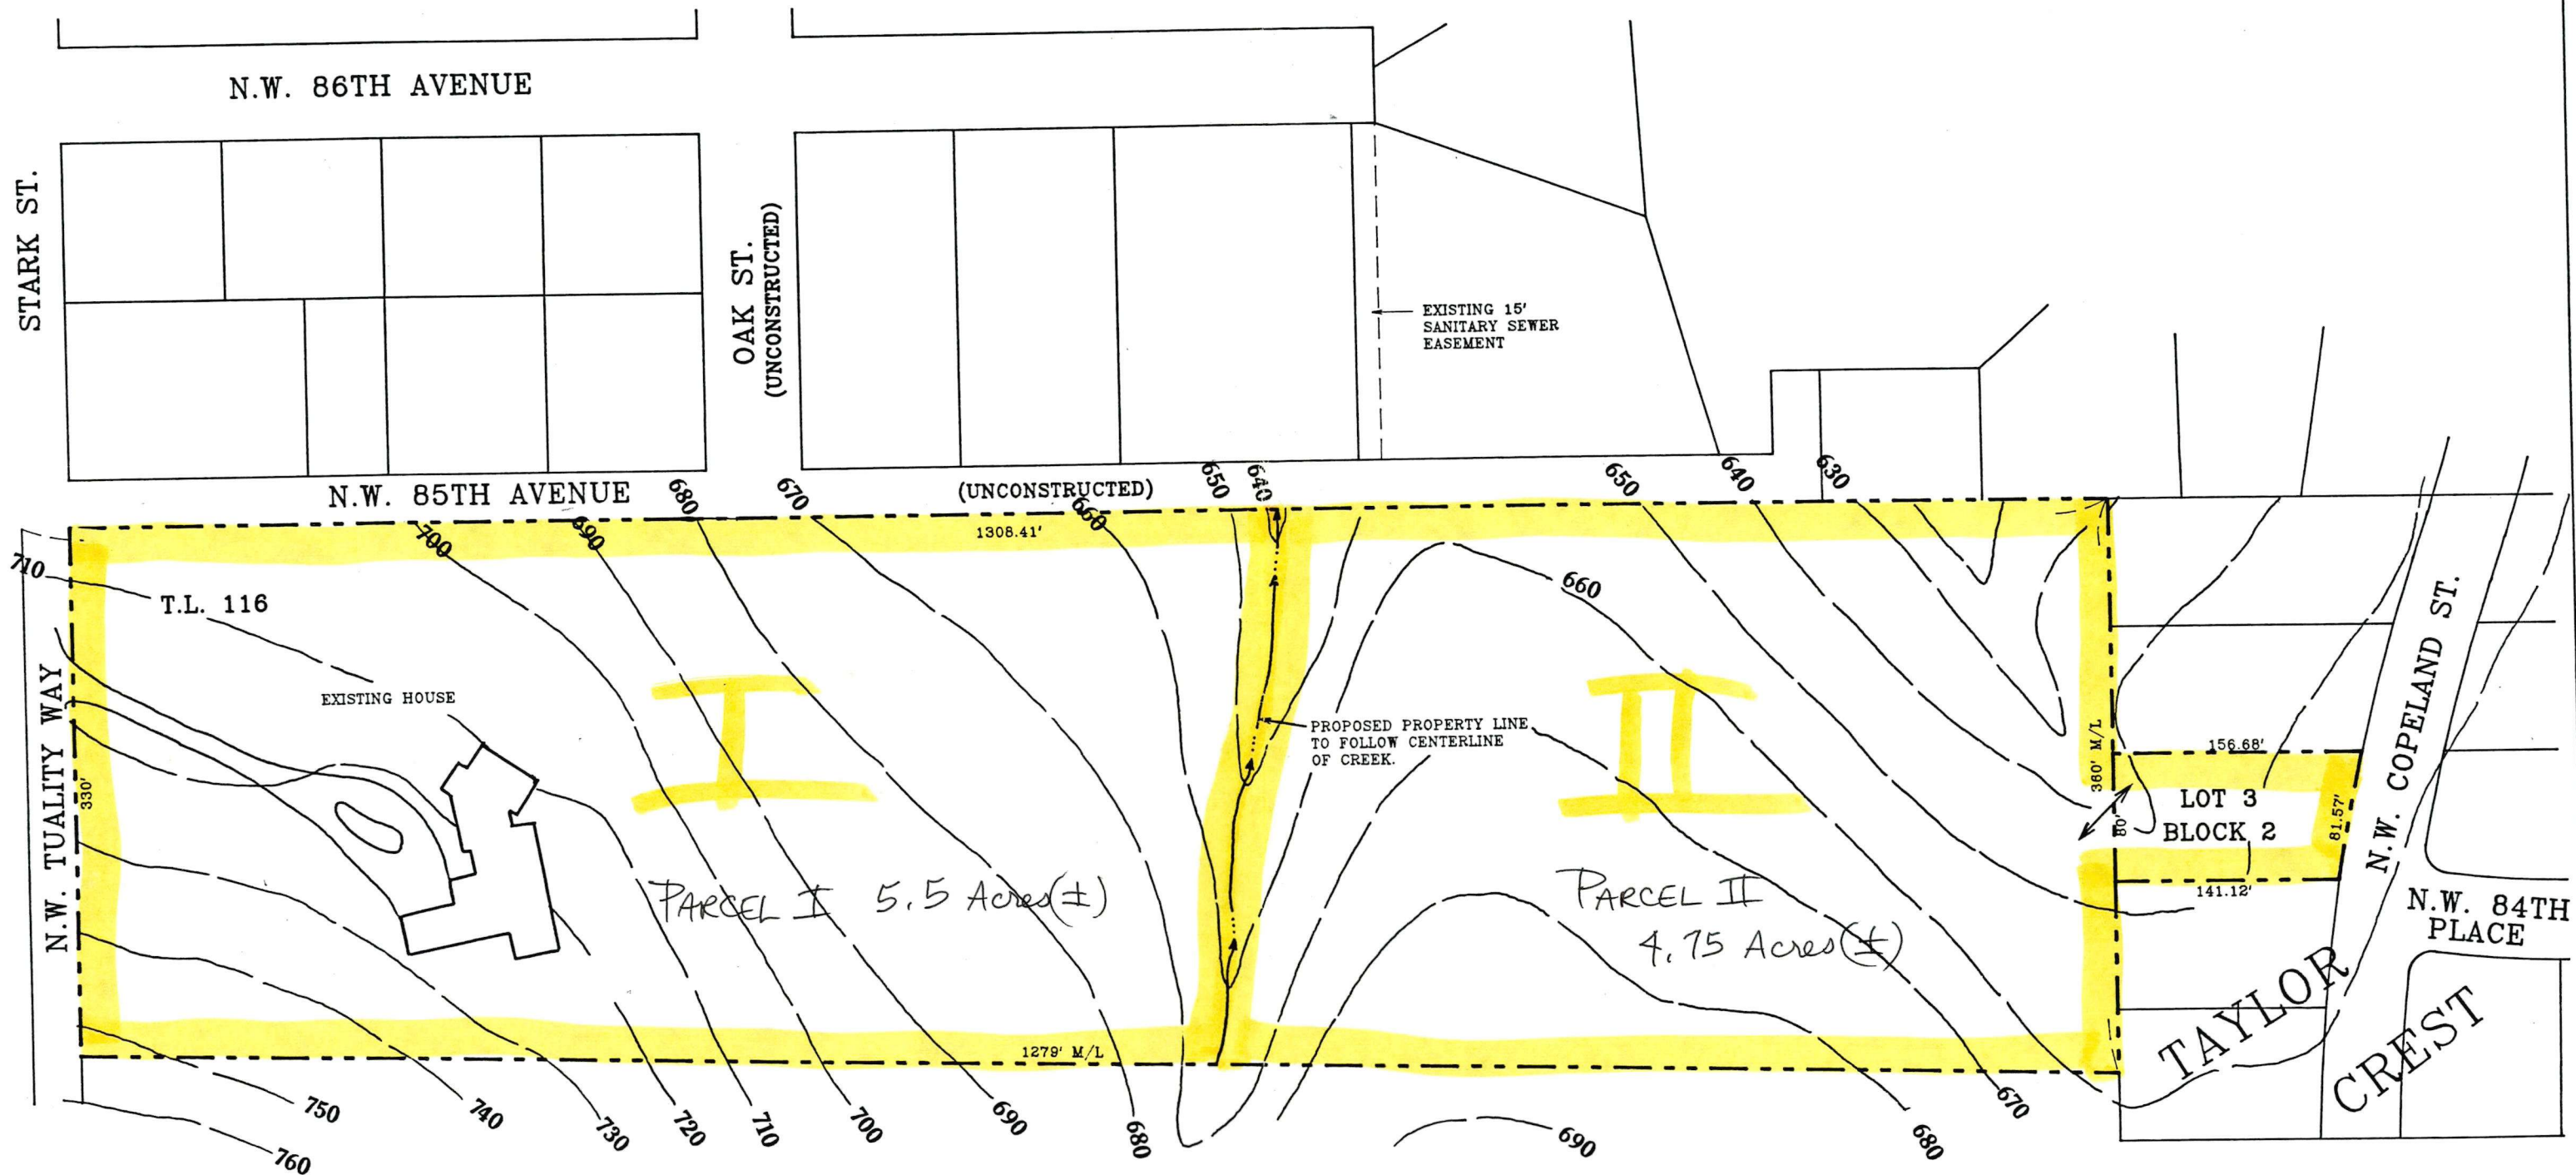 N.W. 86TH AVENUE
STARK ST.
OAK ST.
(UNCONSTRUCTED)
EXISTING 15'
SANITARY SEWER
EASEMENT
N.W. 85TH AVENUE
(UNCONSTRUCTED)
680
670
660
650
640
650
640
630
700
690
1308.41'
710
T.L. 116
660
EXISTING HOUSE
I
II
PROPOSED PROPERTY LINE
TO FOLLOW CENTERLINE
OF CREEK.
N.W. TUALITY WAY
330'
380' M/L
80'
156.68'
LOT 3
BLOCK 2
81.57'
141.12'
N.W. COPELAND ST.
N.W. 84TH
PLACE
PARCEL I 5.5 Acres(±)
PARCEL II
4.75 Acres(±)
TAYLOR
CREST
1279' M/L
750
740
730
720
710
700
690
680
690
680
670
760